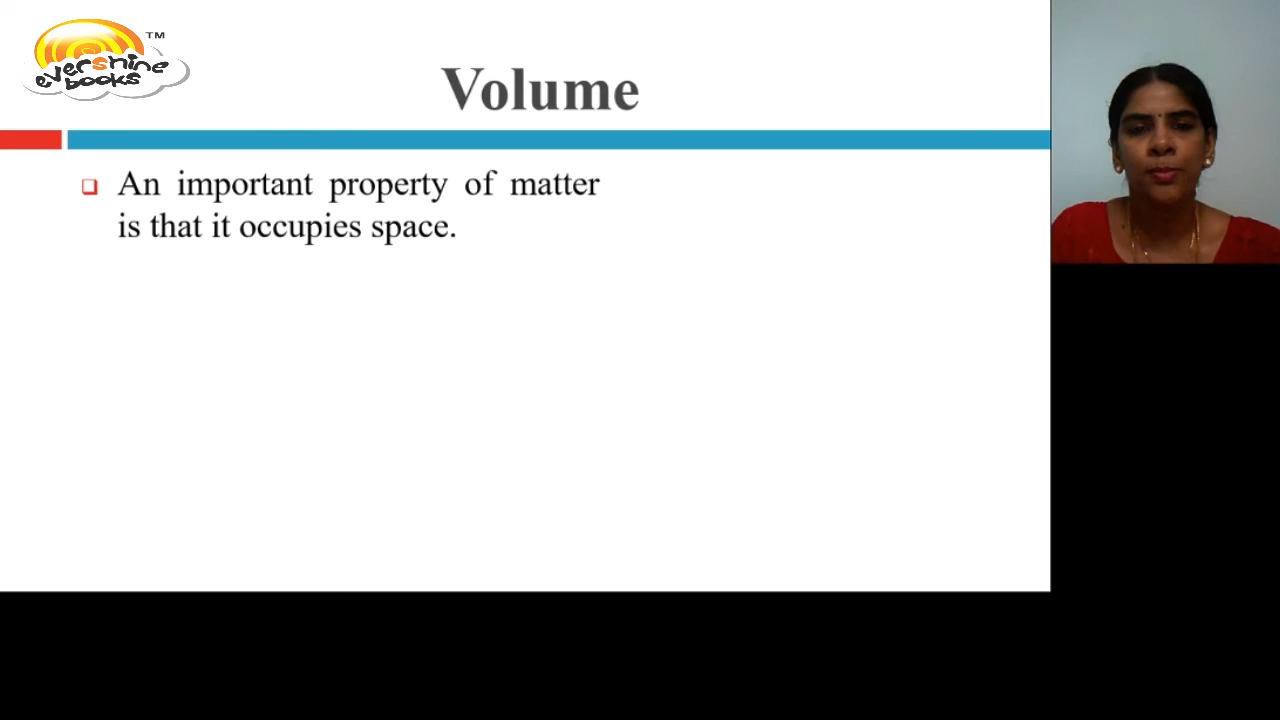 evershine
books
TM
Volume
An important property of matter
is that it occupies space.